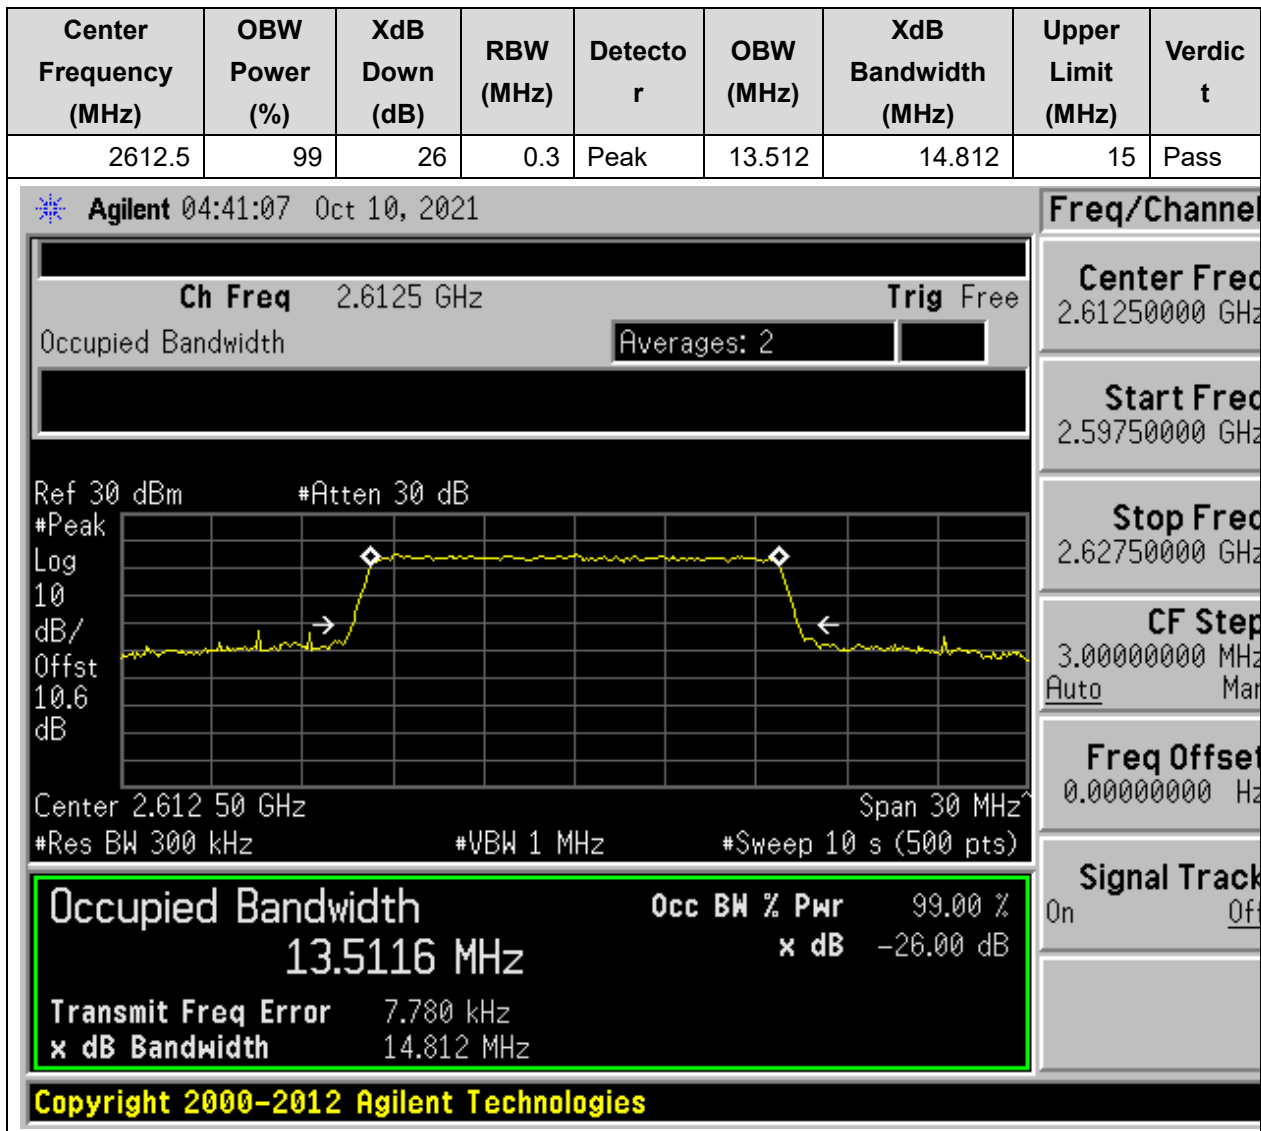 Center Frequency (MHz) OBW Power (%) XdB Down (dB) RBW (MHz) Detecto r OBW (MHz) XdB Bandwidth (MHz) Upper Limit (MHz) Verdic t
2612.5 99 26 0.3 Peak 13.512 14.812 15 Pass
Agilent 04:41:07 Oct 10, 2021
Freq/Channel
Ch Freq 2.6125 GHz Trig Free
Occupied Bandwidth Averages: 2
Center Freq
2.61250000 GHz
Start Freq
2.59750000 GHz
Stop Freq
2.62750000 GHz
CF Step
3.00000000 MHz
Auto Man
Freq Offset
0.00000000 Hz
Signal Track
On Off
Ref 30 dBm #Atten 30 dB
#Peak
Log
10
dB/
Offst
10.6
dB
Center 2.612 50 GHz Span 30 MHz^
#Res BW 300 kHz #VBW 1 MHz #Sweep 10 s (500 pts)
Occupied Bandwidth Occ BW % Pwr 99.00 %
13.5116 MHz x dB -26.00 dB
Transmit Freq Error 7.780 kHz
x dB Bandwidth 14.812 MHz
Copyright 2000-2012 Agilent Technologies